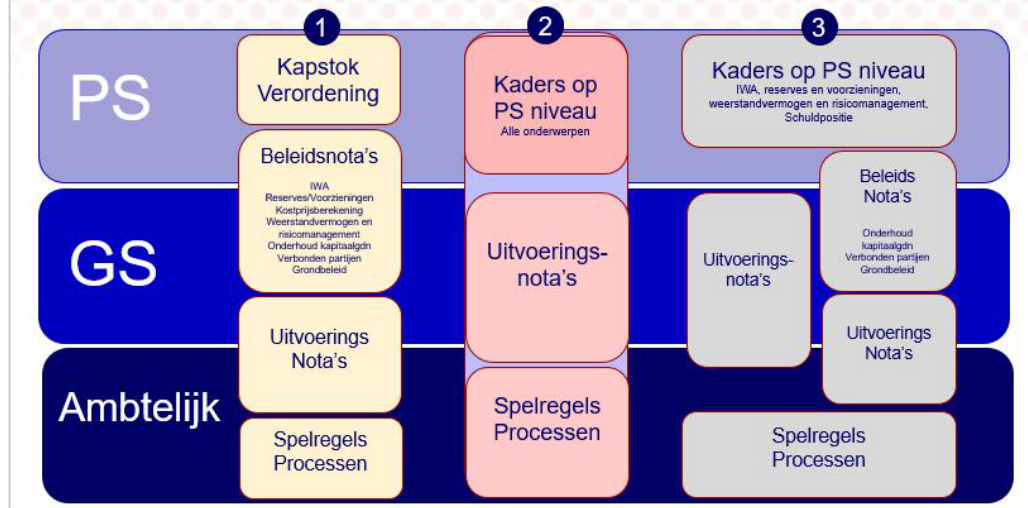 1
2
3
PS
GS
Ambtelijk
Kapstok
Verordening
Beleidsnota's
IWA
Reserves/Voorzieningen
Kostprijsberekening
Weerstandvermogen en
risicomanagement
Onderhoud kapitaalgdn
Verbonden partijen
Grondbeleid
Uitvoerings
Nota's
Spelregels
Processen
Kaders op
PS niveau
Alle onderwerpen
Uitvoerings-
nota's
Spelregels
Processen
Kaders op PS niveau
IWA, reserves en voorzieningen,
weerstandvermogen en risicomanagement,
Schuldpositie
Uitvoerings-
nota's
Beleids
Nota's
Onderhoud
kapitaalgdn
Verbonden partijen
Grondbeleid
Uitvoerings
Nota's
Spelregels
Processen